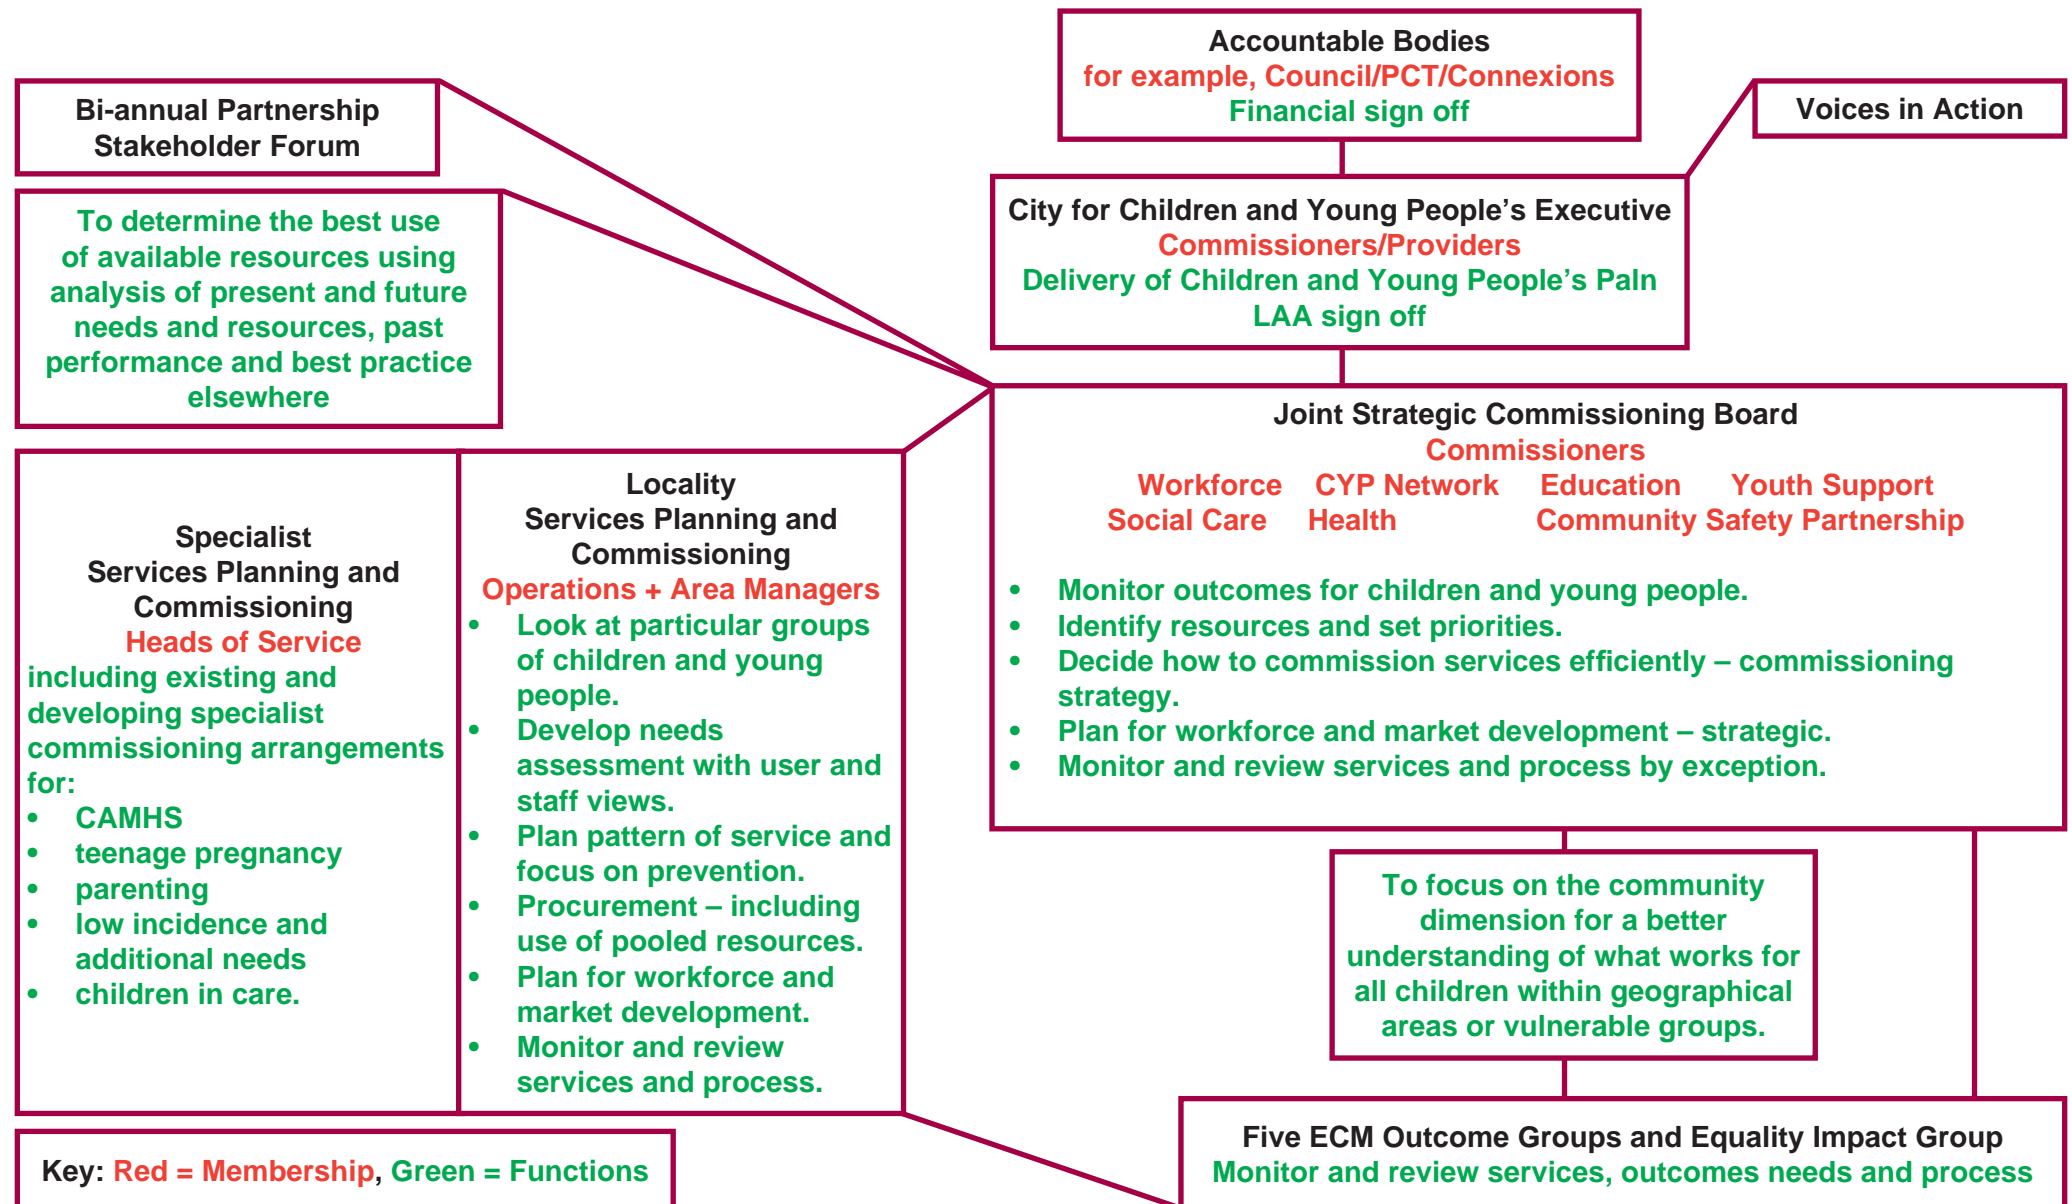 Accountable Bodies
for example, Council/PCT/Connexions
Financial sign off
Bi-annual Partnership
Stakeholder Forum
Voices in Action
City for Children and Young People’s Executive
Commissioners/Providers
Delivery of Children and Young People’s Paln
LAA sign off
To determine the best use
of available resources using
analysis of present and future
needs and resources, past
performance and best practice
elsewhere
Joint Strategic Commissioning Board
Commissioners
Workforce CYP Network Education Youth Support
Social Care Health Community Safety Partnership
• Monitor outcomes for children and young people.
• Identify resources and set priorities.
• Decide how to commission services efficiently – commissioning
strategy.
• Plan for workforce and market development – strategic.
• Monitor and review services and process by exception.
Specialist
Services Planning and
Commissioning
Heads of Service
including existing and
developing specialist
commissioning arrangements
for:
• CAMHS
• teenage pregnancy
• parenting
• low incidence and
additional needs
• children in care.
Locality
Services Planning and
Commissioning
Operations + Area Managers
• Look at particular groups
of children and young
people.
• Develop needs
assessment with user and
staff views.
• Plan pattern of service and
focus on prevention.
• Procurement – including
use of pooled resources.
• Plan for workforce and
market development.
• Monitor and review
services and process.
To focus on the community
dimension for a better
understanding of what works for
all children within geographical
areas or vulnerable groups.
Five ECM Outcome Groups and Equality Impact Group
Monitor and review services, outcomes needs and process
Key: Red = Membership, Green = Functions